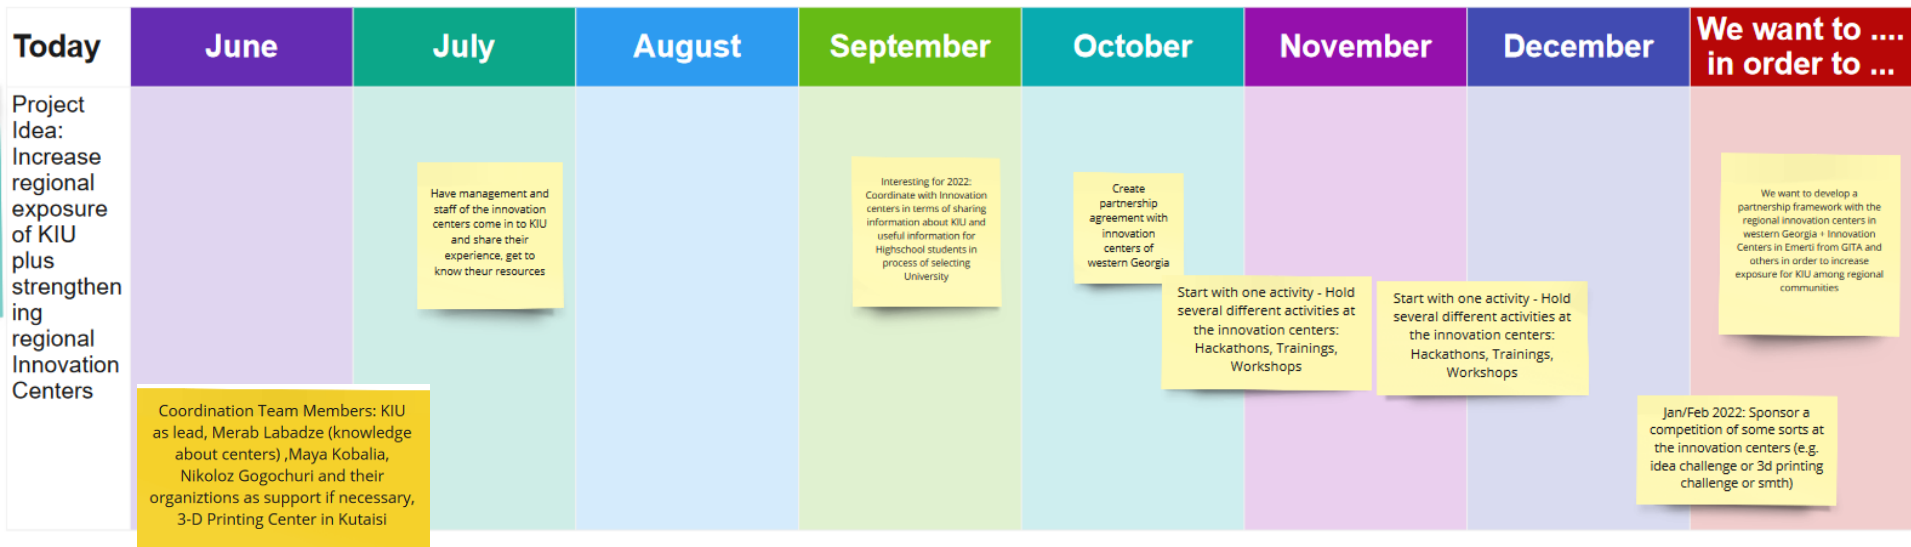 Today
June
July
August
September
October
November
December
We want to ....
in order to ...
Project
Idea:
Increase
regional
exposure
of KIU
plus
strengthen
ing
regional
Innovation
Centers
Coordination Team Members: KIU
as lead, Merab Labadze (knowledge
about centers) ,Maya Kobalia,
Nikoloz Gogochuri and their
organiztions as support if necessary,
3-D Printing Center in Kutaisi
Have management and
staff of the innovation
centers come in to KIU
and share their
experience, get to
know theur resources
Interesting for 2022:
Coordinate with Innovation
centers in terms of sharing
information about KIU and
useful information for
Highschool students in
process of selecting
University
Create
partnership
agreement with
innovation
centers of
western Georgia
Start with one activity - Hold
several different activities at
the innovation centers:
Hackathons, Trainings,
Workshops
Start with one activity - Hold
several different activities at
the innovation centers:
Hackathons, Trainings,
Workshops
We want to develop a
partnership framework with the
regional innovation centers in
western Georgia + Innovation
Centers in Emerti from GITA and
others in order to increase
exposure for KIU among regional
communities
Jan/Feb 2022: Sponsor a
competition of some sorts at
the innovation centers (e.g.
idea challenge or 3d printing
challenge or smth)